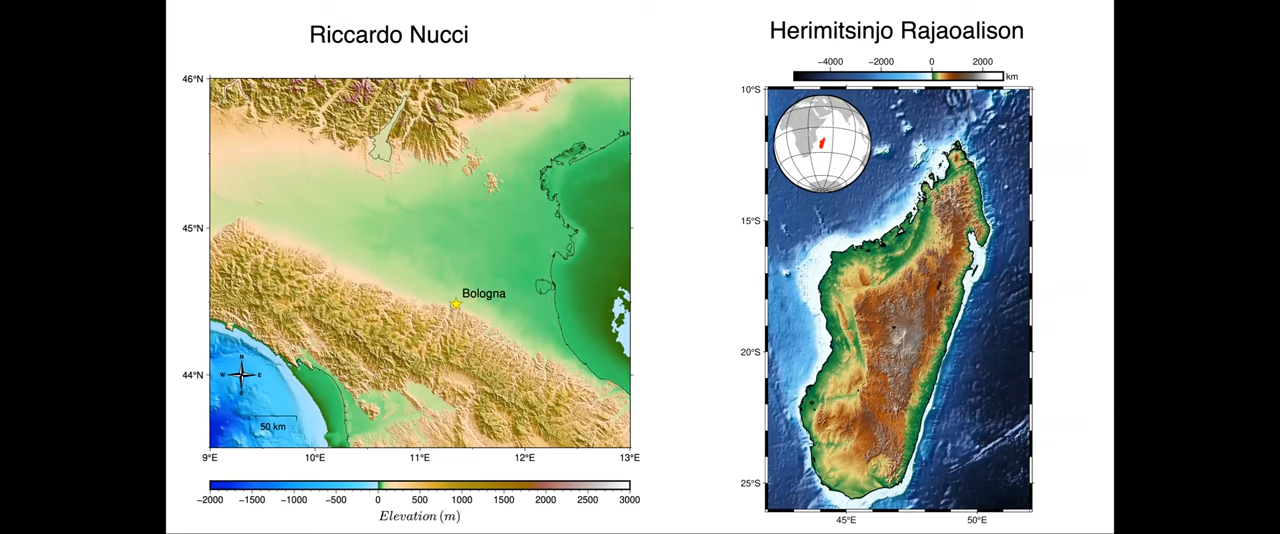 Riccardo Nucci
46°N
45°N
44°N
Bologna
N
W E
S
50 km
9°E 10°E 11°E 12°E 13°E
−2000 −1500 −1000 −500 0 500 1000 1500 2000 2500 3000
Elevation (m)
Herimitsinjo Rajaoalison
−4000 −2000 0 2000
km
10°S
15°S
20°S
25°S
45°E 50°E